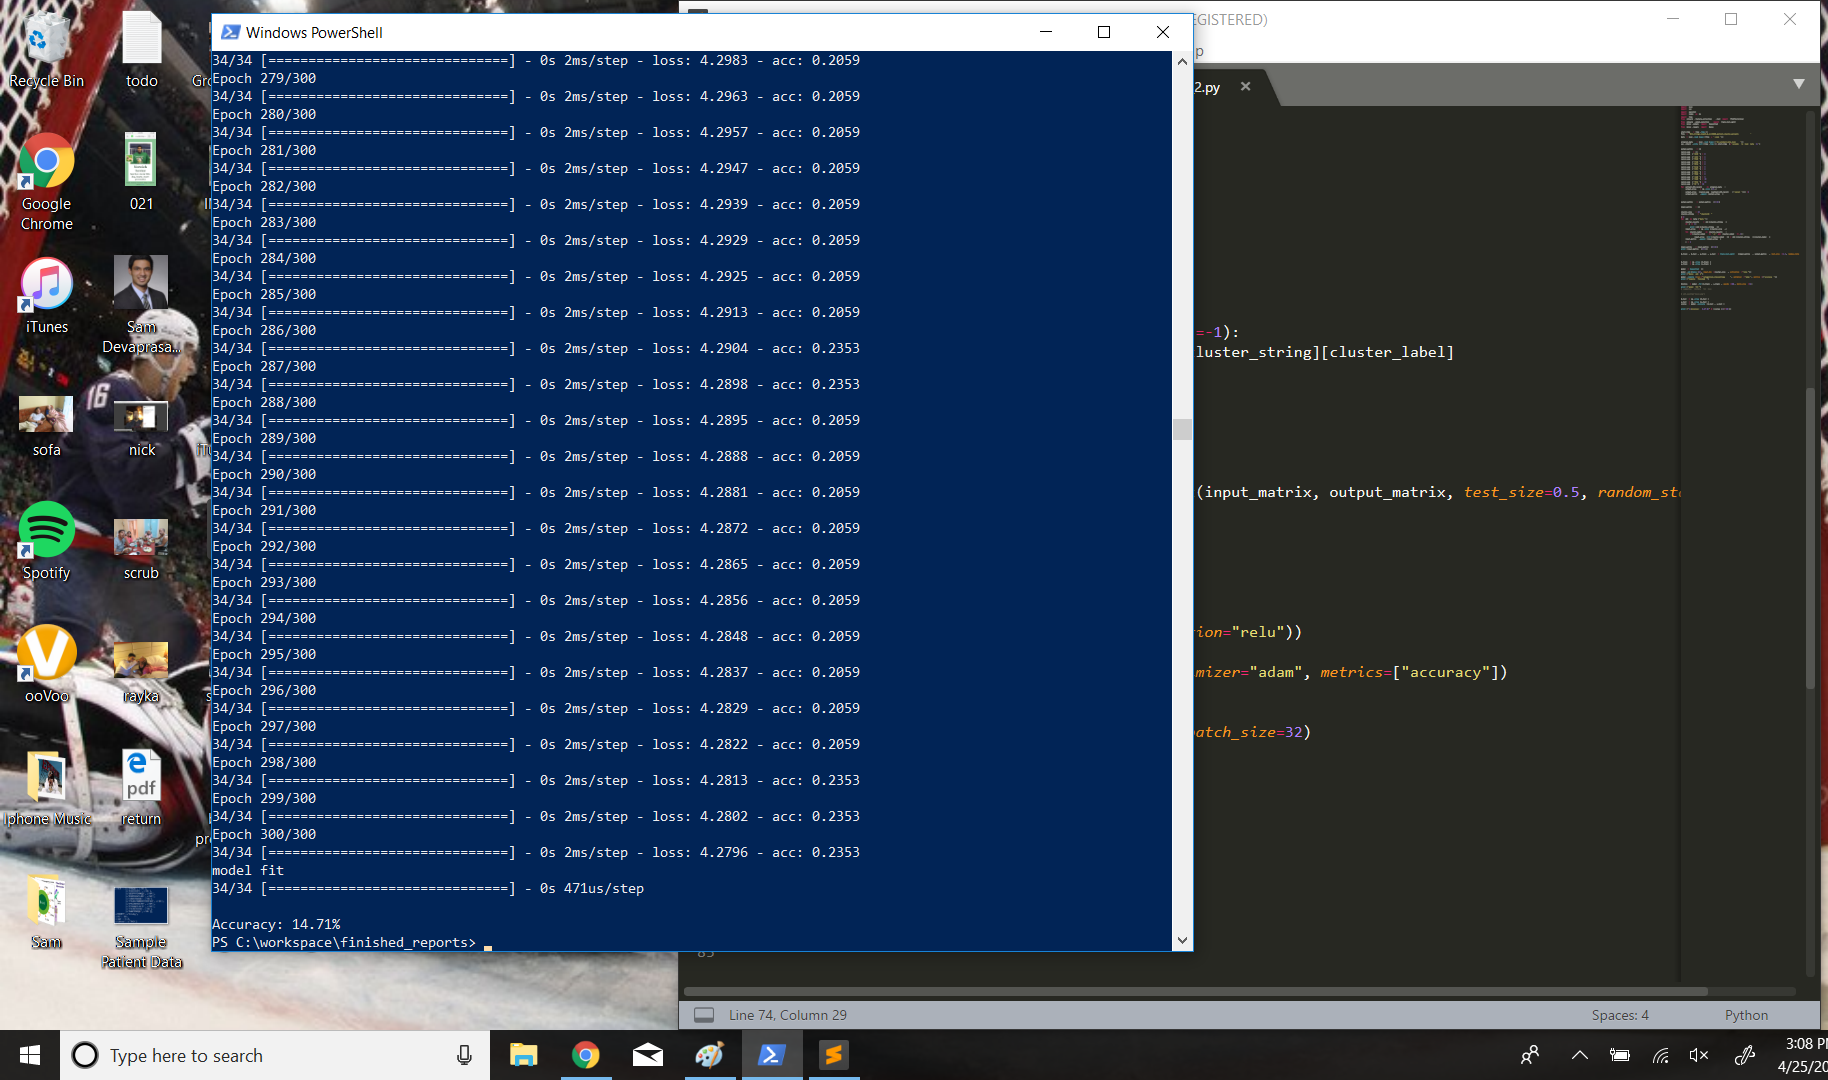 Recycle Bin
todo
Google Chrome
021
iTunes
Sam Devaprasa...
sofa
nick
Spotify
scrub
ooVoo
rayka
Iphone Music
return
Sam
Sample Patient Data
Windows PowerShell
34/34 [==============================] - 0s 2ms/step - loss: 4.2983 - acc: 0.2059
Epoch 279/300
34/34 [==============================] - 0s 2ms/step - loss: 4.2963 - acc: 0.2059
Epoch 280/300
34/34 [==============================] - 0s 2ms/step - loss: 4.2957 - acc: 0.2059
Epoch 281/300
34/34 [==============================] - 0s 2ms/step - loss: 4.2947 - acc: 0.2059
Epoch 282/300
34/34 [==============================] - 0s 2ms/step - loss: 4.2939 - acc: 0.2059
Epoch 283/300
34/34 [==============================] - 0s 2ms/step - loss: 4.2929 - acc: 0.2059
Epoch 284/300
34/34 [==============================] - 0s 2ms/step - loss: 4.2925 - acc: 0.2059
Epoch 285/300
34/34 [==============================] - 0s 2ms/step - loss: 4.2913 - acc: 0.2059
Epoch 286/300
34/34 [==============================] - 0s 2ms/step - loss: 4.2904 - acc: 0.2353
Epoch 287/300
34/34 [==============================] - 0s 2ms/step - loss: 4.2898 - acc: 0.2353
Epoch 288/300
34/34 [==============================] - 0s 2ms/step - loss: 4.2895 - acc: 0.2059
Epoch 289/300
34/34 [==============================] - 0s 2ms/step - loss: 4.2888 - acc: 0.2059
Epoch 290/300
34/34 [==============================] - 0s 2ms/step - loss: 4.2881 - acc: 0.2059
Epoch 291/300
34/34 [==============================] - 0s 2ms/step - loss: 4.2872 - acc: 0.2059
Epoch 292/300
34/34 [==============================] - 0s 2ms/step - loss: 4.2865 - acc: 0.2059
Epoch 293/300
34/34 [==============================] - 0s 2ms/step - loss: 4.2856 - acc: 0.2059
Epoch 294/300
34/34 [==============================] - 0s 2ms/step - loss: 4.2848 - acc: 0.2059
Epoch 295/300
34/34 [==============================] - 0s 2ms/step - loss: 4.2837 - acc: 0.2059
Epoch 296/300
34/34 [==============================] - 0s 2ms/step - loss: 4.2829 - acc: 0.2059
Epoch 297/300
34/34 [==============================] - 0s 2ms/step - loss: 4.2822 - acc: 0.2059
Epoch 298/300
34/34 [==============================] - 0s 2ms/step - loss: 4.2813 - acc: 0.2353
Epoch 299/300
34/34 [==============================] - 0s 2ms/step - loss: 4.2802 - acc: 0.2353
Epoch 300/300
34/34 [==============================] - 0s 2ms/step - loss: 4.2796 - acc: 0.2353
model fit
34/34 [==============================] - 0s 471us/step
Accuracy: 14.71%
PS C:\workspace\finished_reports>
EGISTERED)
p
2.py
==-1):
luster_string][cluster_label]
(input_matrix, output_matrix, test_size=0.5, random_st
ion="relu"))
mizer="adam", metrics=["accuracy"])
batch_size=32)
85
Line 74, Column 29
Spaces: 4
Python
Type here to search
3:08 P
4/25/20
16
pdf